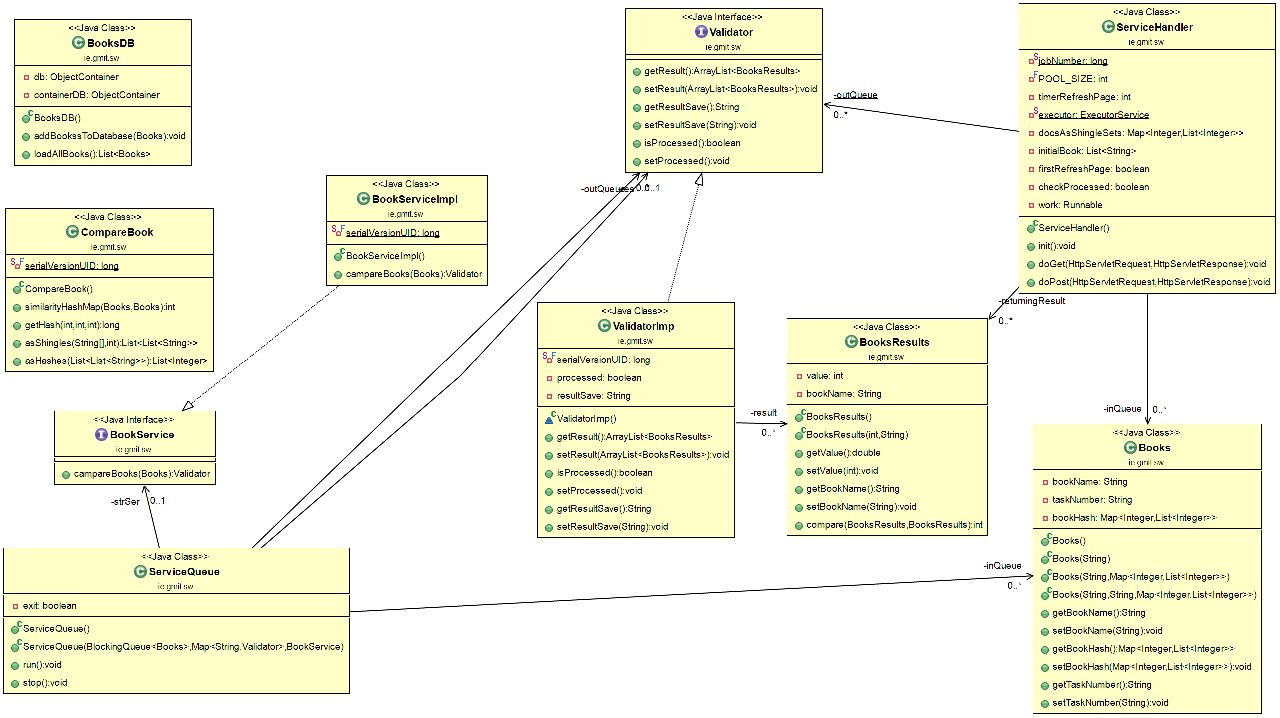 <<Java Class>>
BooksDB
ie.gmit.sw
db: ObjectContainer
containerDB: ObjectContainer
BooksDB()
addBookssToDatabase(Books):void
loadAllBooks():List<Books>
<<Java Interface>>
Validator
ie.gmit.sw
getResult():ArrayList<BooksResults>
setResult(ArrayList<BooksResults>):void
getResultSave():String
setResultSave(String):void
isProcessed():boolean
setProcessed():void
<<Java Class>>
ServiceHandler
ie.gmit.sw
jobNumber: long
POOL_SIZE: int
timerRefreshPage: int
executor: ExecutorService
docsAsShingleSets: Map<Integer,List<Integer>>
initialBook: List<String>
firstRefreshPage: boolean
checkProcessed: boolean
work: Runnable
ServiceHandler()
init():void
doGet(HttpServletRequest,HttpServletResponse):void
doPost(HttpServletRequest,HttpServletResponse):void
-outQueue
0..*
<<Java Class>>
BookServiceImpl
ie.gmit.sw
serialVersionUID: long
BookServiceImpl()
campareBooks(Books):Validator
-outQueues
0..1
<<Java Class>>
CompareBook
ie.gmit.sw
serialVersionUID: long
CompareBook()
similarityHashMap(Books,Books):int
getHash(int,int,int):long
asShingles(String[],int):List<List<String>>
asHashes(List<List<String>>):List<Integer>
-returningResult
0..*
<<Java Class>>
ValidatorImp
ie.gmit.sw
serialVersionUID: long
processed: boolean
resultSave: String
ValidatorImp()
getResult():ArrayList<BooksResults>
setResult(ArrayList<BooksResults>):void
isProcessed():boolean
setProcessed():void
getResultSave():String
setResultSave(String):void
-result
0..*
<<Java Class>>
BooksResults
ie.gmit.sw
value: int
bookName: String
BooksResults()
BooksResults(int,String)
getValue():double
setValue(int):void
getBookName():String
setBookName(String):void
compare(BooksResults,BooksResults):int
-inQueue
0..*
<<Java Interface>>
BookService
ie.gmit.sw
campareBooks(Books):Validator
-strSer
0..1
<<Java Class>>
Books
ie.gmit.sw
bookName: String
taskNumber: String
bookHash: Map<Integer,List<Integer>>
Books()
Books(String)
Books(String,Map<Integer,List<Integer>>)
Books(String,String,Map<Integer,List<Integer>>)
getBookName():String
setBookName(String):void
getBookHash():Map<Integer,List<Integer>>
setBookHash(Map<Integer,List<Integer>>):void
getTaskNumber():String
setTaskNumber(String):void
<<Java Class>>
ServiceQueue
ie.gmit.sw
exit: boolean
ServiceQueue()
ServiceQueue(BlockingQueue<Books>,Map<String,Validator>,BookService)
run():void
stop():void
-inQueue
0..*